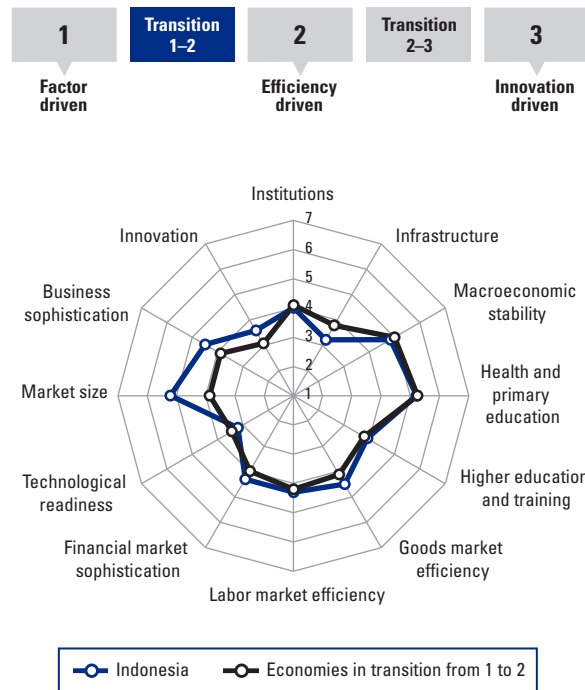 1
Transition
1–2
2
Transition
2–3
3
Factor
driven
Efficiency
driven
Innovation
driven
Institutions
7
Innovation
6
Infrastructure
5
Business
sophistication
4
Macroeconomic
stability
3
Market size
2
1
Health and
primary
education
Technological
readiness
Higher education
and training
Financial market
sophistication
Goods market
efficiency
Labor market efficiency
Indonesia
Economies in transition from 1 to 2